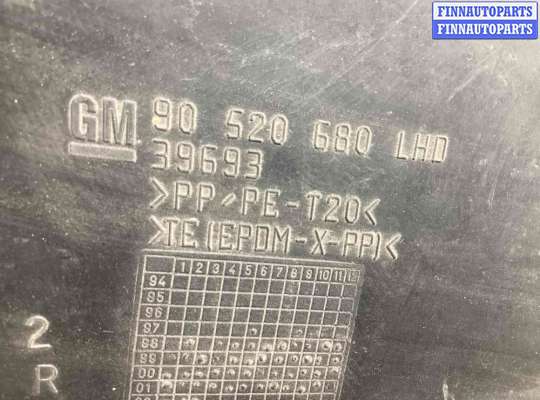 FINNAUTOPARTS
FINNAUTOPARTS
GM 90 520 680 LHD
39693
>PP/PE-T20<
>TE(EPDM-X-PP)<
1 2 3 4 5 6 7 8 9 10 11 12
94
95
96
97
98
99
00
01
2
R